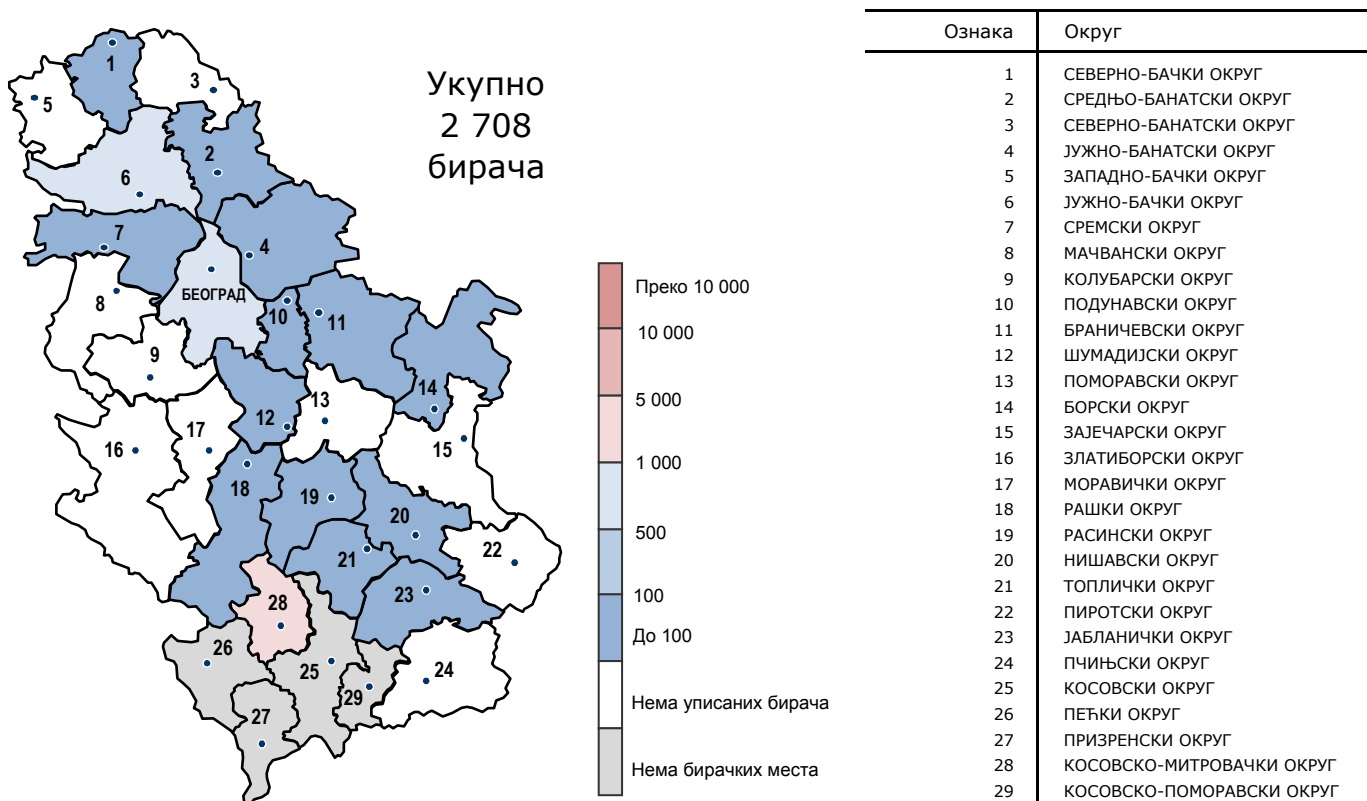 Укупно
2 708
бирача
1
3
5
2
6
7
4
БЕОГРАД
8
10
11
9
14
12
13
15
16
17
18
19
20
22
21
23
28
26
25
24
29
27
Преко 10 000
10 000
5 000
1 000
500
100
До 100
Нема уписаних бирача
Нема бирачких места
Ознака Округ
1 СЕВЕРНО-БАЧКИ ОКРУГ
2 СРЕДЊО-БАНАТСКИ ОКРУГ
3 СЕВЕРНО-БАНАТСКИ ОКРУГ
4 ЈУЖНО-БАНАТСКИ ОКРУГ
5 ЗАПАДНО-БАЧКИ ОКРУГ
6 ЈУЖНО-БАЧКИ ОКРУГ
7 СРЕМСКИ ОКРУГ
8 МАЧВАНСКИ ОКРУГ
9 КОЛУБАРСКИ ОКРУГ
10 ПОДУНАВСКИ ОКРУГ
11 БРАНИЧЕВСКИ ОКРУГ
12 ШУМАДИЈСКИ ОКРУГ
13 ПОМОРАВСКИ ОКРУГ
14 БОРСКИ ОКРУГ
15 ЗАЈЕЧАРСКИ ОКРУГ
16 ЗЛАТИБОРСКИ ОКРУГ
17 МОРАВИЧКИ ОКРУГ
18 РАШКИ ОКРУГ
19 РАСИНСКИ ОКРУГ
20 НИШАВСКИ ОКРУГ
21 ТОПЛИЧКИ ОКРУГ
22 ПИРОТСКИ ОКРУГ
23 ЈАБЛАНИЧКИ ОКРУГ
24 ПЧИЊСКИ ОКРУГ
25 КОСОВСКИ ОКРУГ
26 ПЕЋКИ ОКРУГ
27 ПРИЗРЕНСКИ ОКРУГ
28 КОСОВСКО-МИТРОВАЧКИ ОКРУГ
29 КОСОВСКО-ПОМОРАВСКИ ОКРУГ